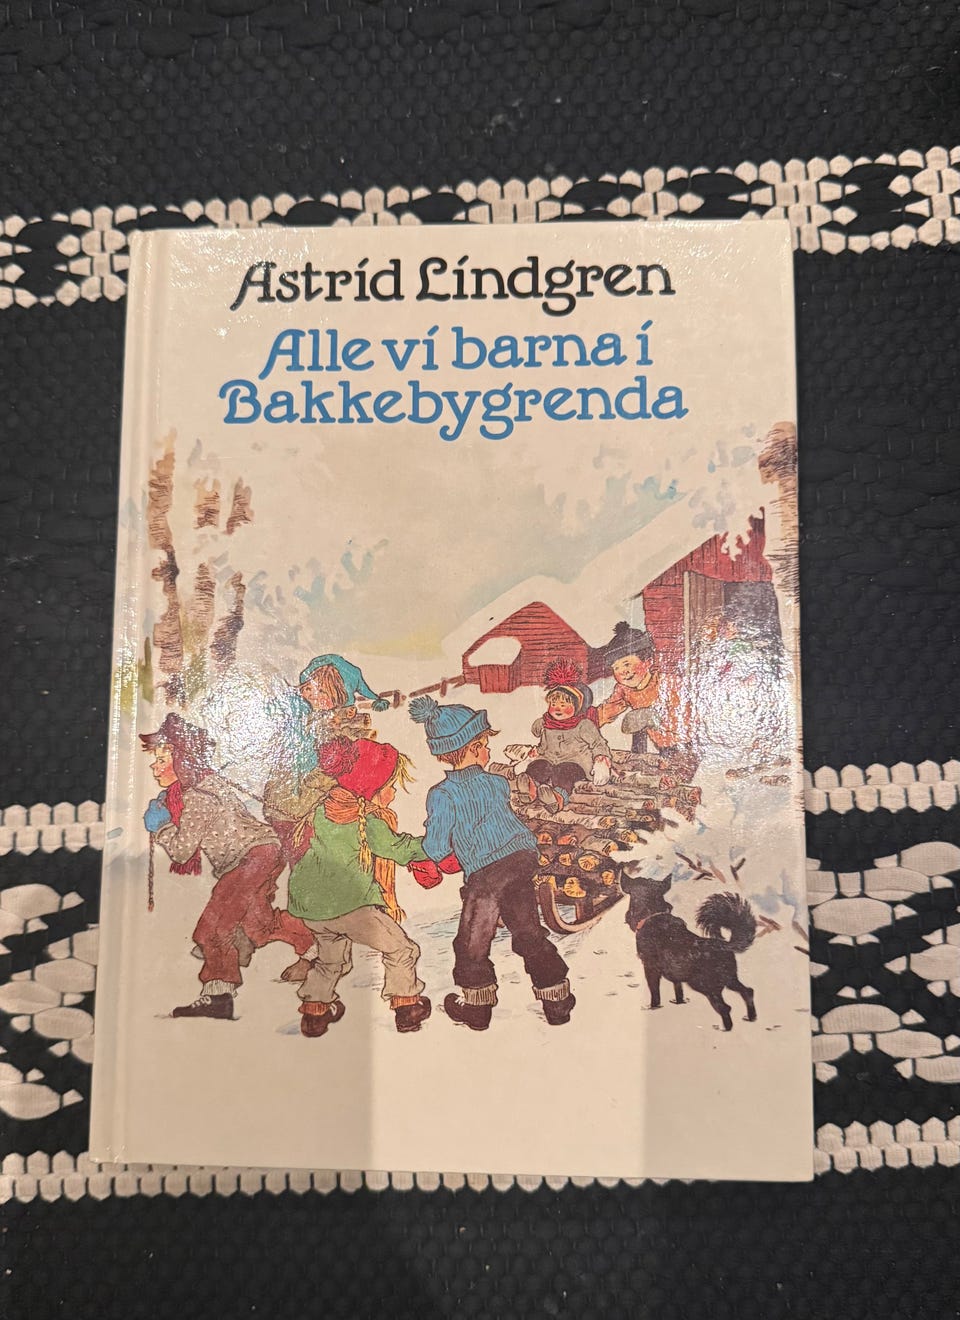 Astrid Lindgren
Alle vi barna i
Bakkebygrenda